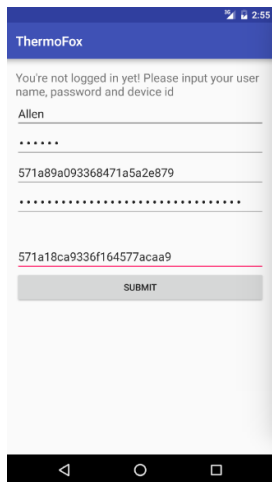 3G 2:55
ThermoFox
You're not logged in yet! Please input your user
name, password and device id
Allen
••••••
571a89a093368471a5a2e879
••••••••••••••••••••••••••••••••
571a18ca9336f164577acaa9
SUBMIT